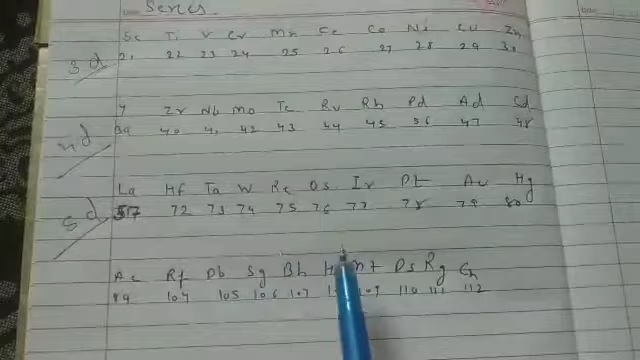 Series.
Sc Ti V Cr Mn Fe Co Ni Cu Zn
3d 21 22 23 24 25 26 27 28 29 30
Y Zr Nb Mo Tc Ru Rh Pd Ad Cd
39 40 41 42 43 44 45 56 47 48
La Hf Ta W Re Os Ir Pt Au Hg
5d 57 72 73 74 75 76 77 78 79 80
Ac Rf Db Sg Bh Mt Ds Rg Cn
89 104 105 106 107 109 110 111 112